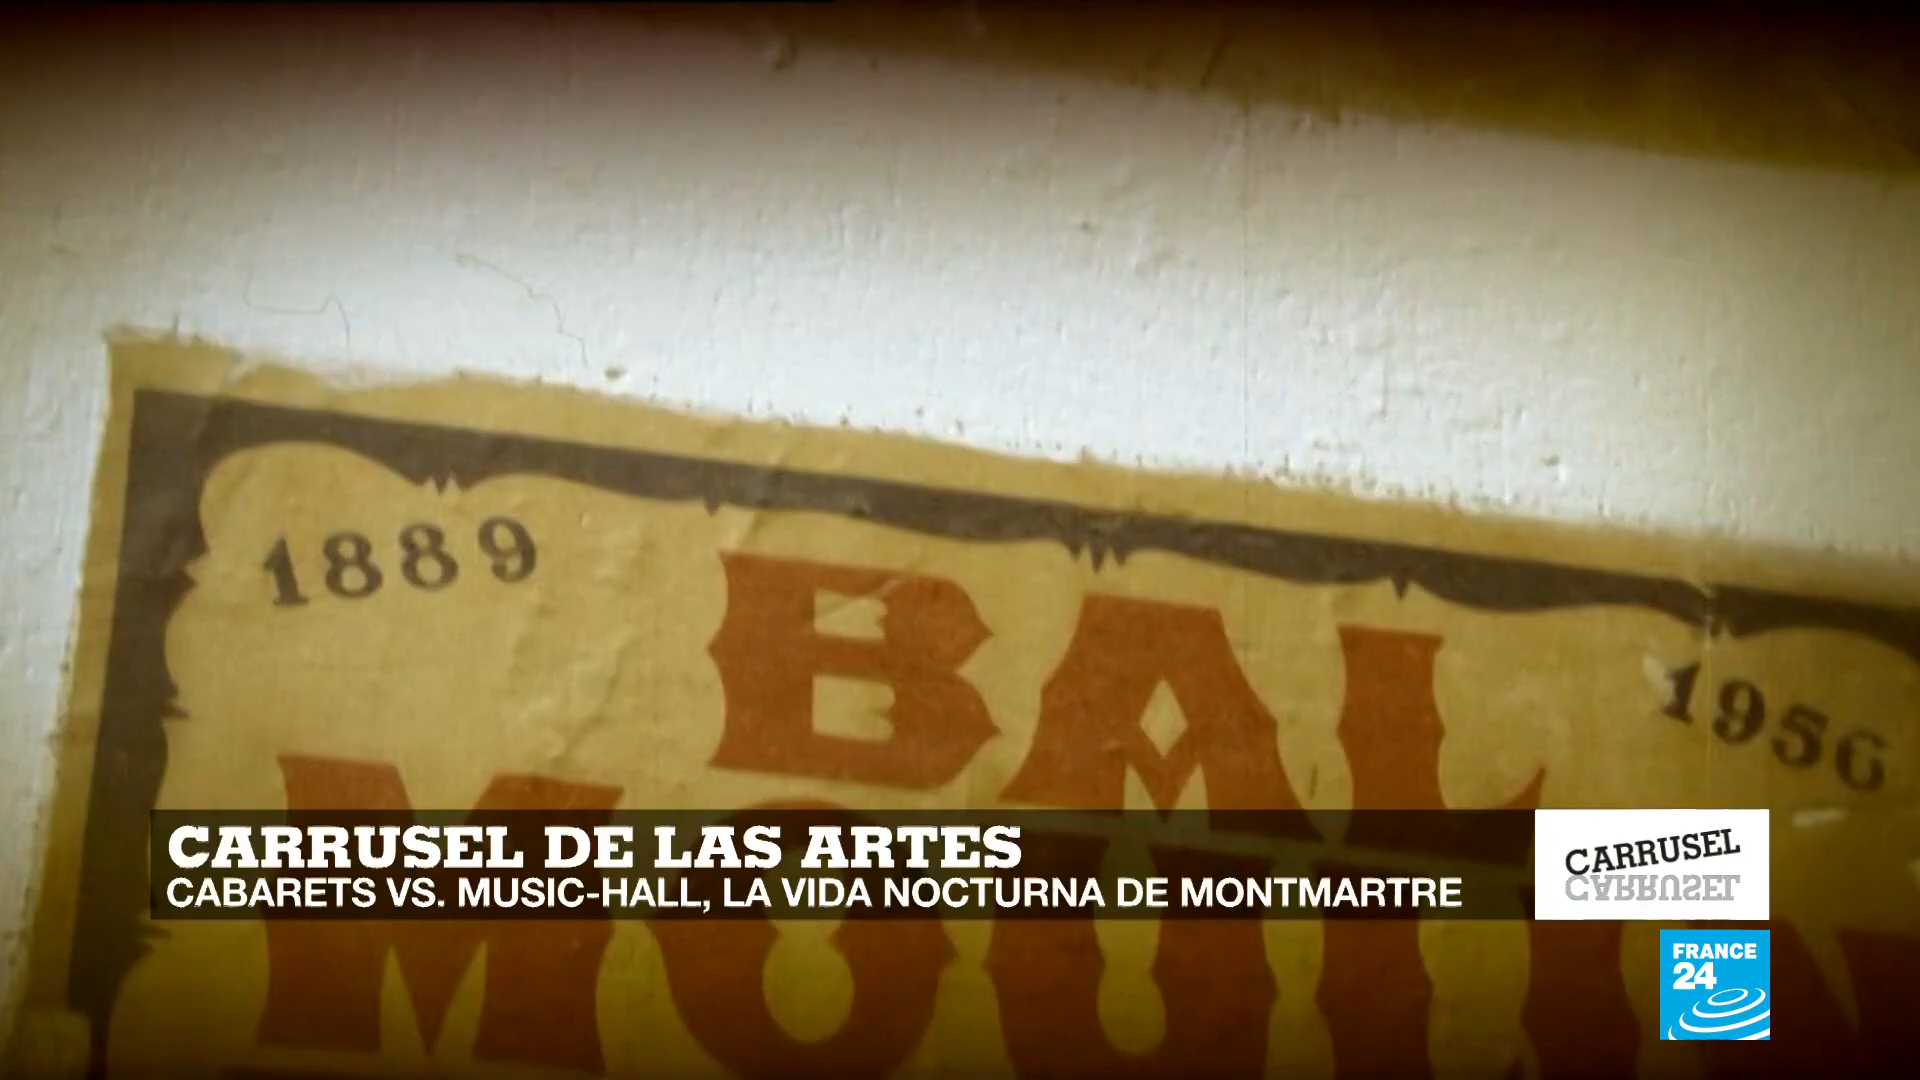 1889
BAL
1956
MOULIN
CARRUSEL DE LAS ARTES
CABARETS VS. MUSIC-HALL, LA VIDA NOCTURNA DE MONTMARTRE
CARRUSEL
FRANCE
24